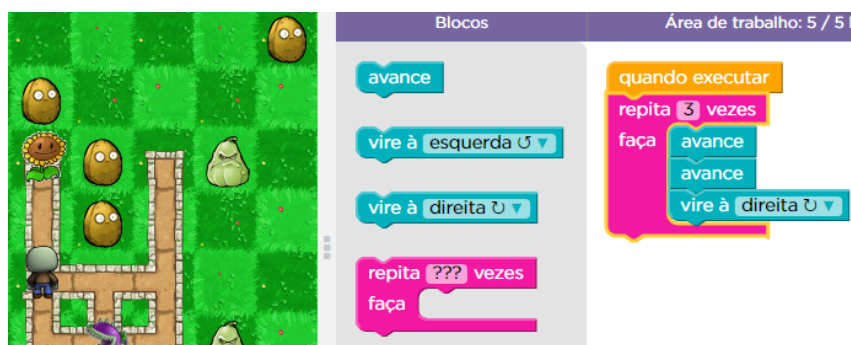 Blocos
Área de trabalho: 5 / 5
avance
vire à esquerda ↺ ▼
vire à direita ↻ ▼
repita ??? vezes
faça
quando executar
repita 3 vezes
faça avance
avance
vire à direita ↻ ▼